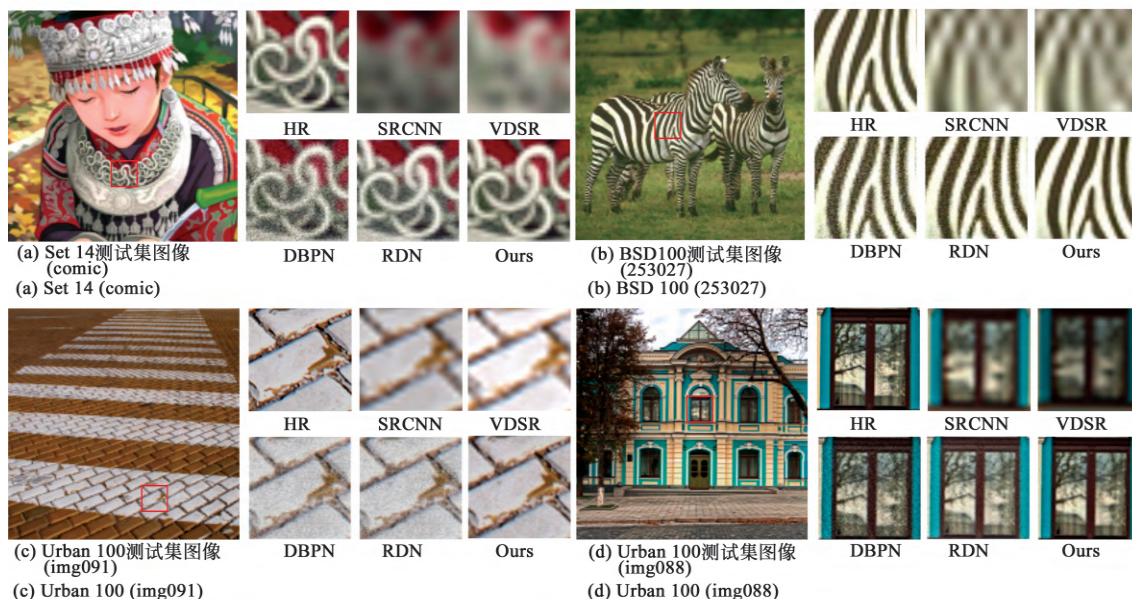 HR
SRCNN
VDSR
DBPN
RDN
Ours
(a) Set 14测试集图像
(comic)
(a) Set 14 (comic)
HR
SRCNN
VDSR
DBPN
RDN
Ours
(b) BSD100测试集图像
(253027)
(b) BSD 100 (253027)
HR
SRCNN
VDSR
DBPN
RDN
Ours
(c) Urban 100测试集图像
(img091)
(c) Urban 100 (img091)
HR
SRCNN
VDSR
DBPN
RDN
Ours
(d) Urban 100测试集图像
(img088)
(d) Urban 100 (img088)